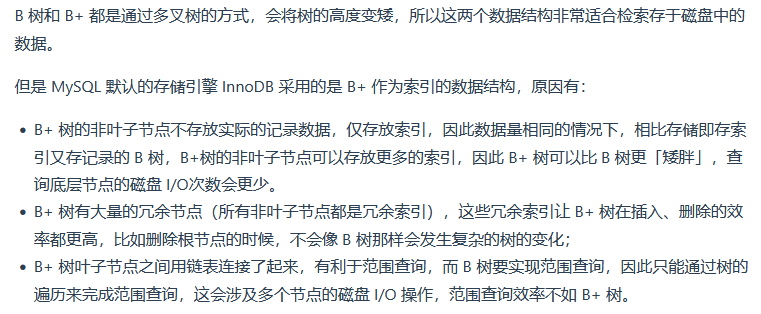 B 树和 B+ 都是通过多叉树的方式，会将树的高度变矮，所以这两个数据结构非常适合检索存于磁盘中的
数据。
但是 MySQL 默认的存储引擎 InnoDB 采用的是 B+ 作为索引的数据结构，原因有：
• B+ 树的非叶子节点不存放实际的记录数据，仅存放索引，因此数据量相同的情况下，相比存储即存索
引又存记录的 B 树，B+树的非叶子节点可以存放更多的索引，因此 B+ 树可以比 B 树更「矮胖」，查
询底层节点的磁盘 I/O次数会更少。
• B+ 树有大量的冗余节点（所有非叶子节点都是冗余索引），这些冗余索引让 B+ 树在插入、删除的效
率都更高，比如删除根节点的时候，不会像 B 树那样会发生复杂的树的变化；
• B+ 树叶子节点之间用链表连接了起来，有利于范围查询，而 B 树要实现范围查询，因此只能通过树的
遍历来完成范围查询，这会涉及多个节点的磁盘 I/O 操作，范围查询效率不如 B+ 树。